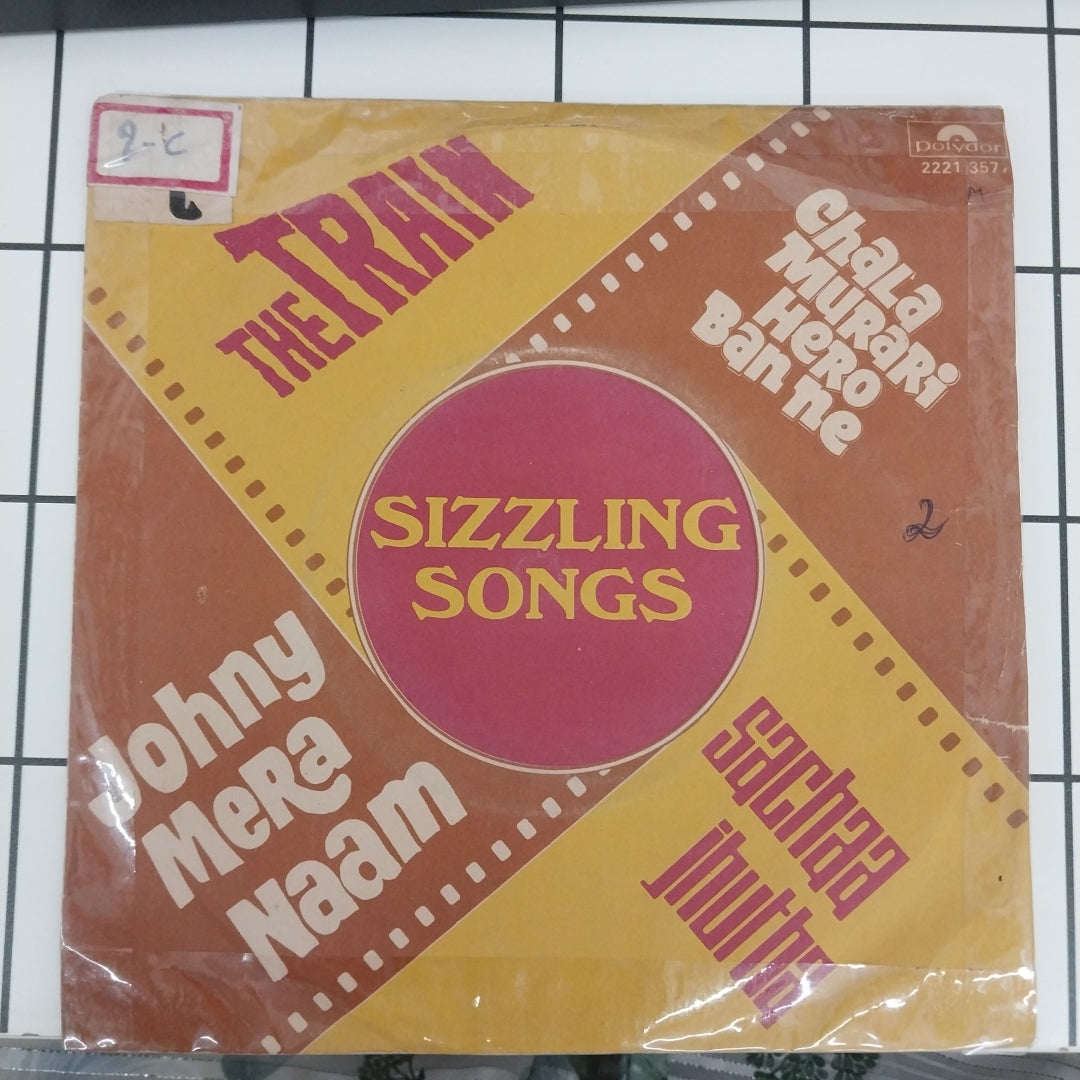 9-C
THE TRAIN
polydor
2221 357
M
Chala
Murari
Hero
Ban ne
2
SIZZLING
SONGS
Johny
Mera
Naam
Sachaa
jhutha